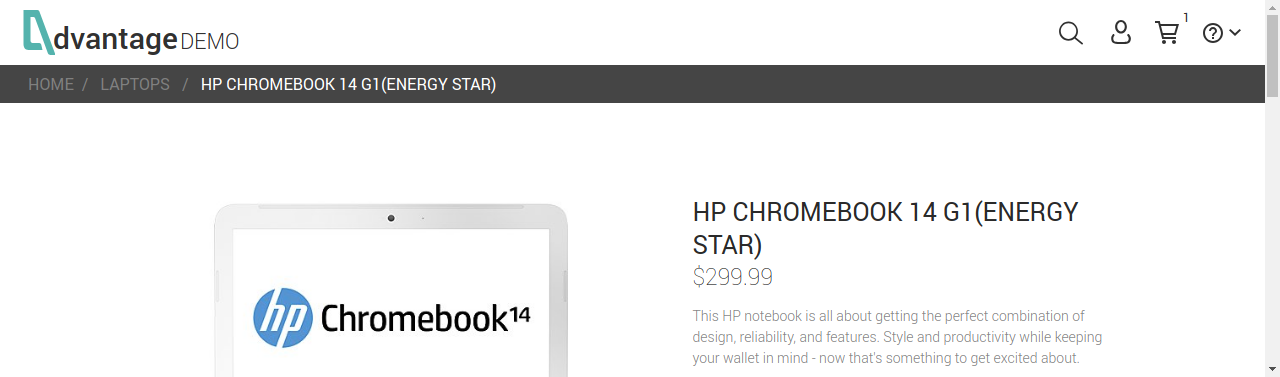 dvantage DEMO
1
HOME / LAPTOPS / HP CHROMEBOOK 14 G1(ENERGY STAR)
HP CHROMEBOOK 14 G1(ENERGY
STAR)
$299.99
hp Chromebook14
This HP notebook is all about getting the perfect combination of
design, reliability, and features. Style and productivity while keeping
your wallet in mind - now that's something to get excited about.